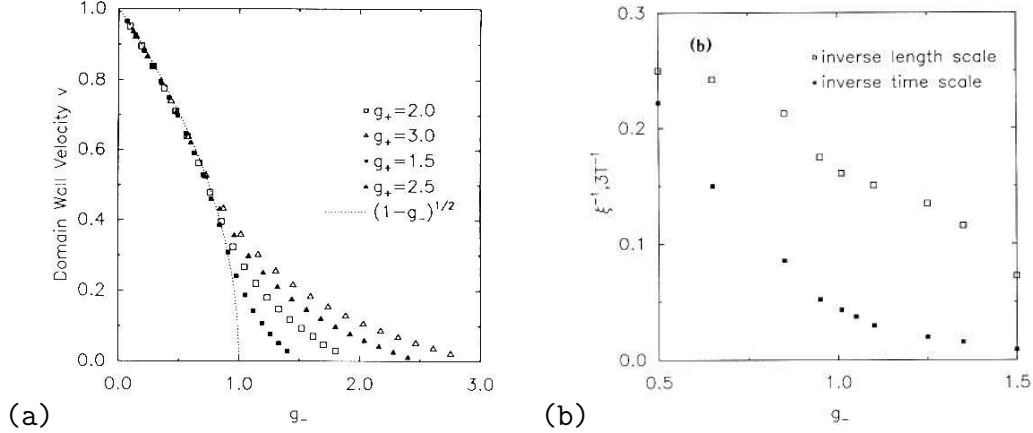 1.0
0.8
0.6
0.4
0.2
0.0
Domain Wall Velocity v
g₊=2.0
g₊=3.0
g₊=1.5
g₊=2.5
(1-g₋)^{1/2}
0.0 1.0 2.0 3.0
g₋
(a)
0.3
0.2
0.1
0.0
ξ⁻¹,3T⁻¹
(b)
inverse length scale
inverse time scale
0.5 1.0 1.5
g₋
(b)